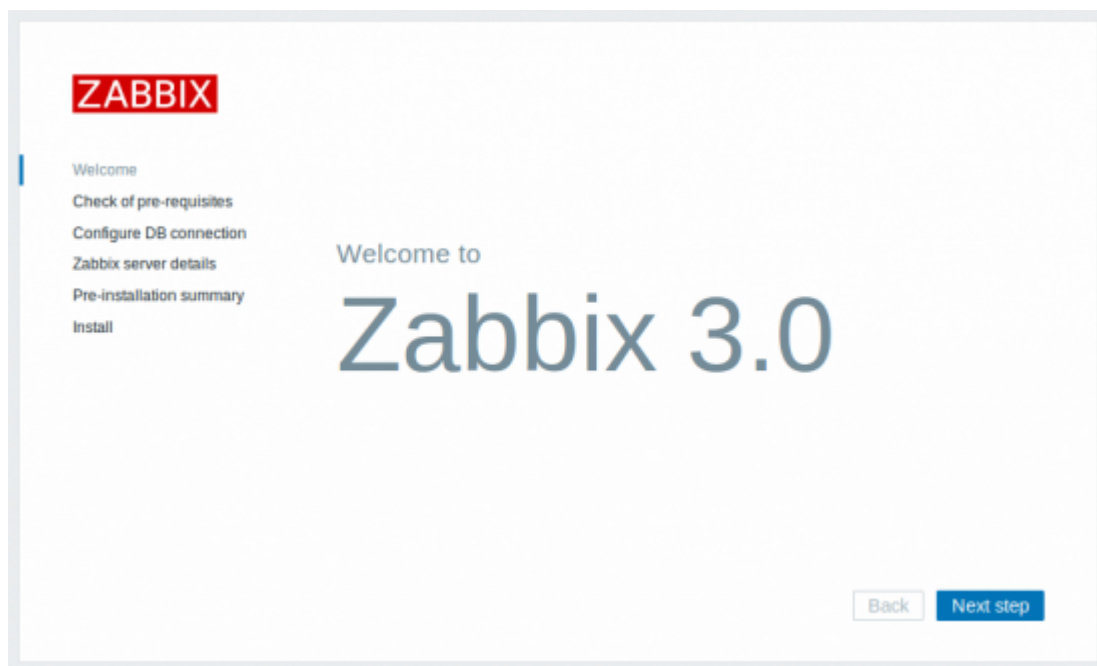 ZABBIX
Welcome
Check of pre-requisites
Configure DB connection
Zabbix server details
Pre-installation summary
Install
Welcome to
Zabbix 3.0
Back
Next step